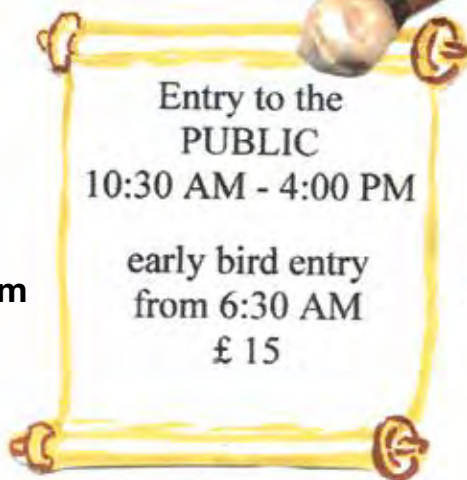 Entry to the
PUBLIC
10:30 AM - 4:00 PM
early bird entry
m
from 6:30 AM
£ 15